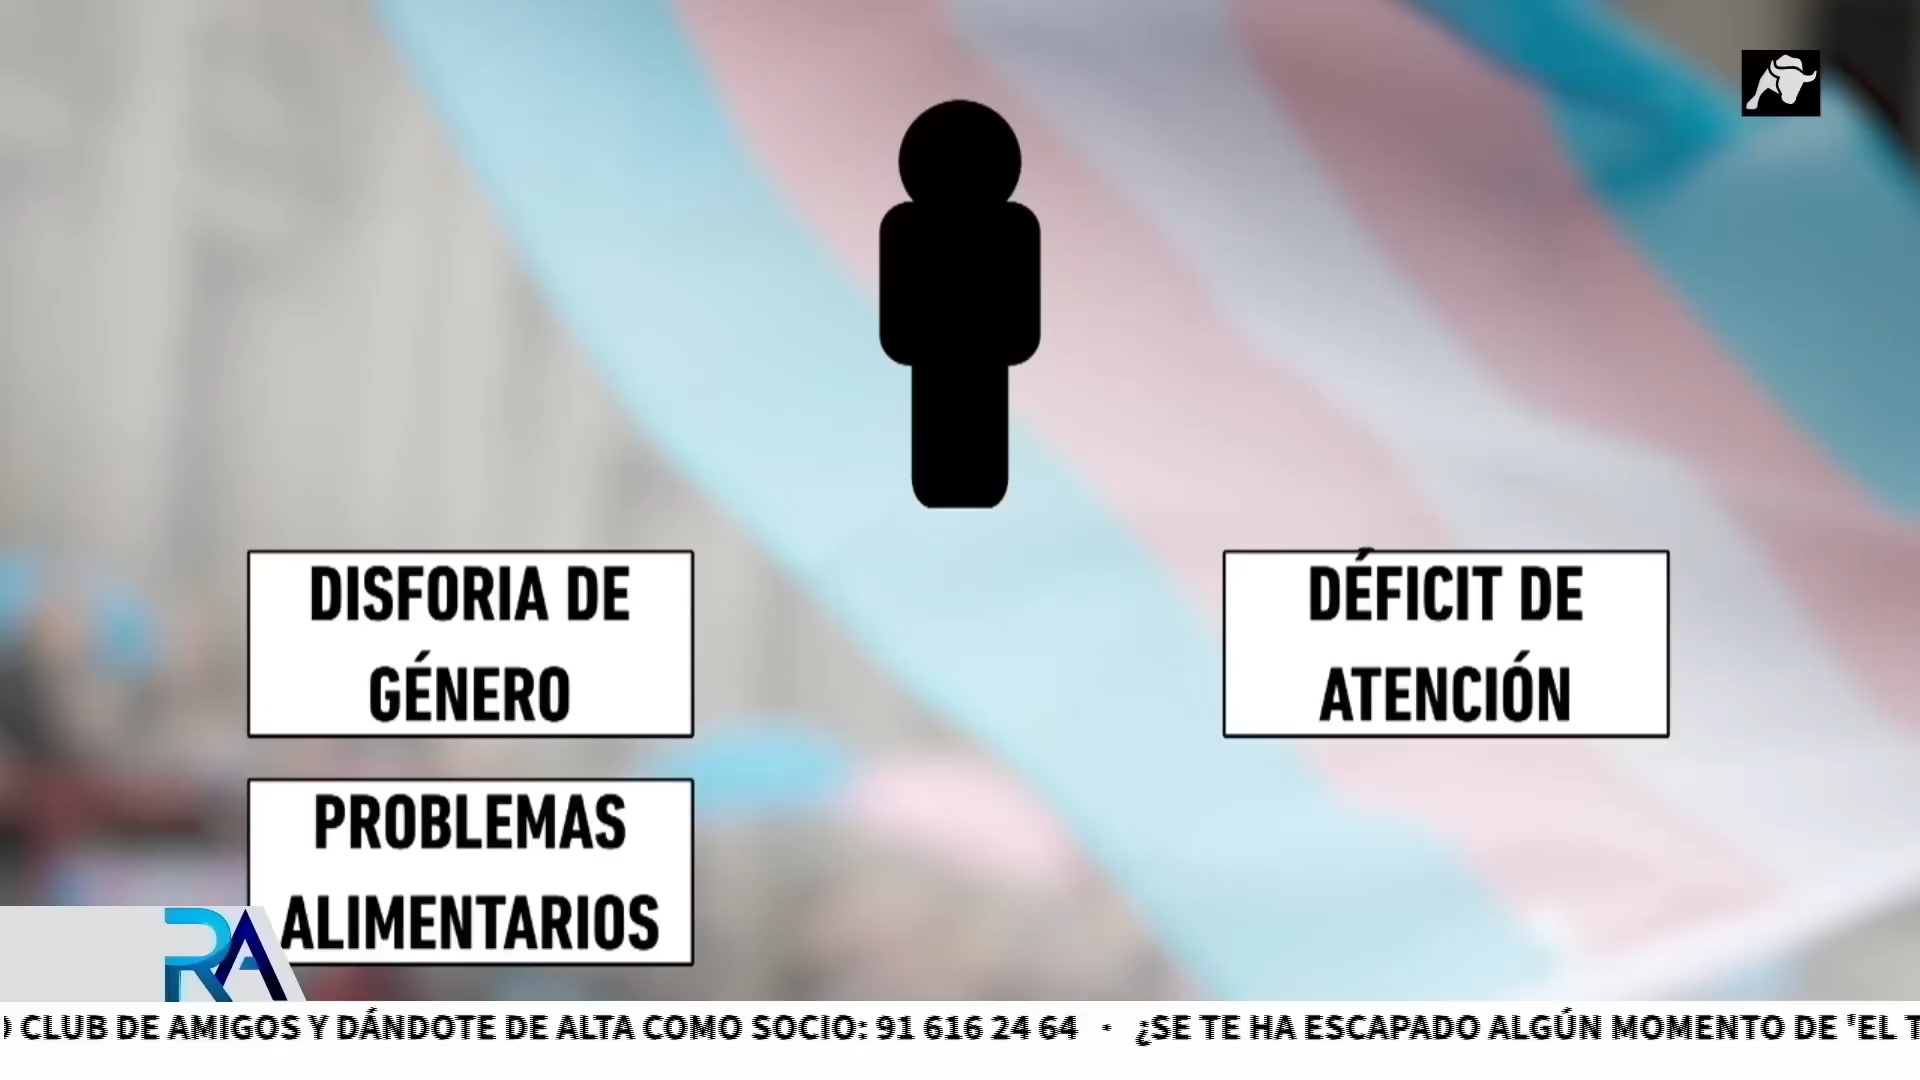 DISFORIA DE
GÉNERO
DÉFICIT DE
ATENCIÓN
PROBLEMAS
ALIMENTARIOS
RA
CLUB DE AMIGOS Y DÁNDOTE DE ALTA COMO SOCIO: 91 616 24 64 · ¿SE TE HA ESCAPADO ALGÚN MOMENTO DE 'EL T